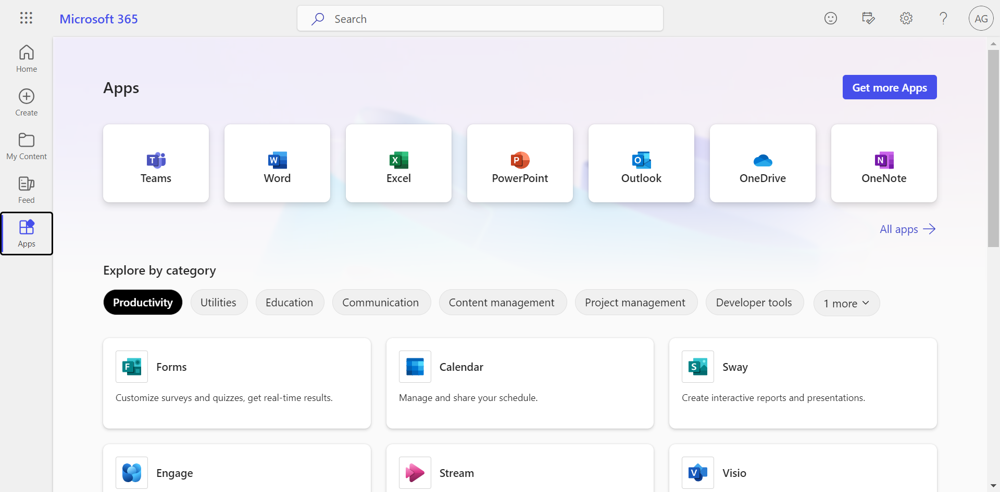 Microsoft 365
Search
AG
Home
Create
My Content
Feed
Apps
Apps
Get more Apps
Teams
Word
Excel
PowerPoint
Outlook
OneDrive
OneNote
All apps
Explore by category
Productivity
Utilities
Education
Communication
Content management
Project management
Developer tools
1 more
Forms
Customize surveys and quizzes, get real-time results.
Calendar
Manage and share your schedule.
Sway
Create interactive reports and presentations.
Engage
Stream
Visio